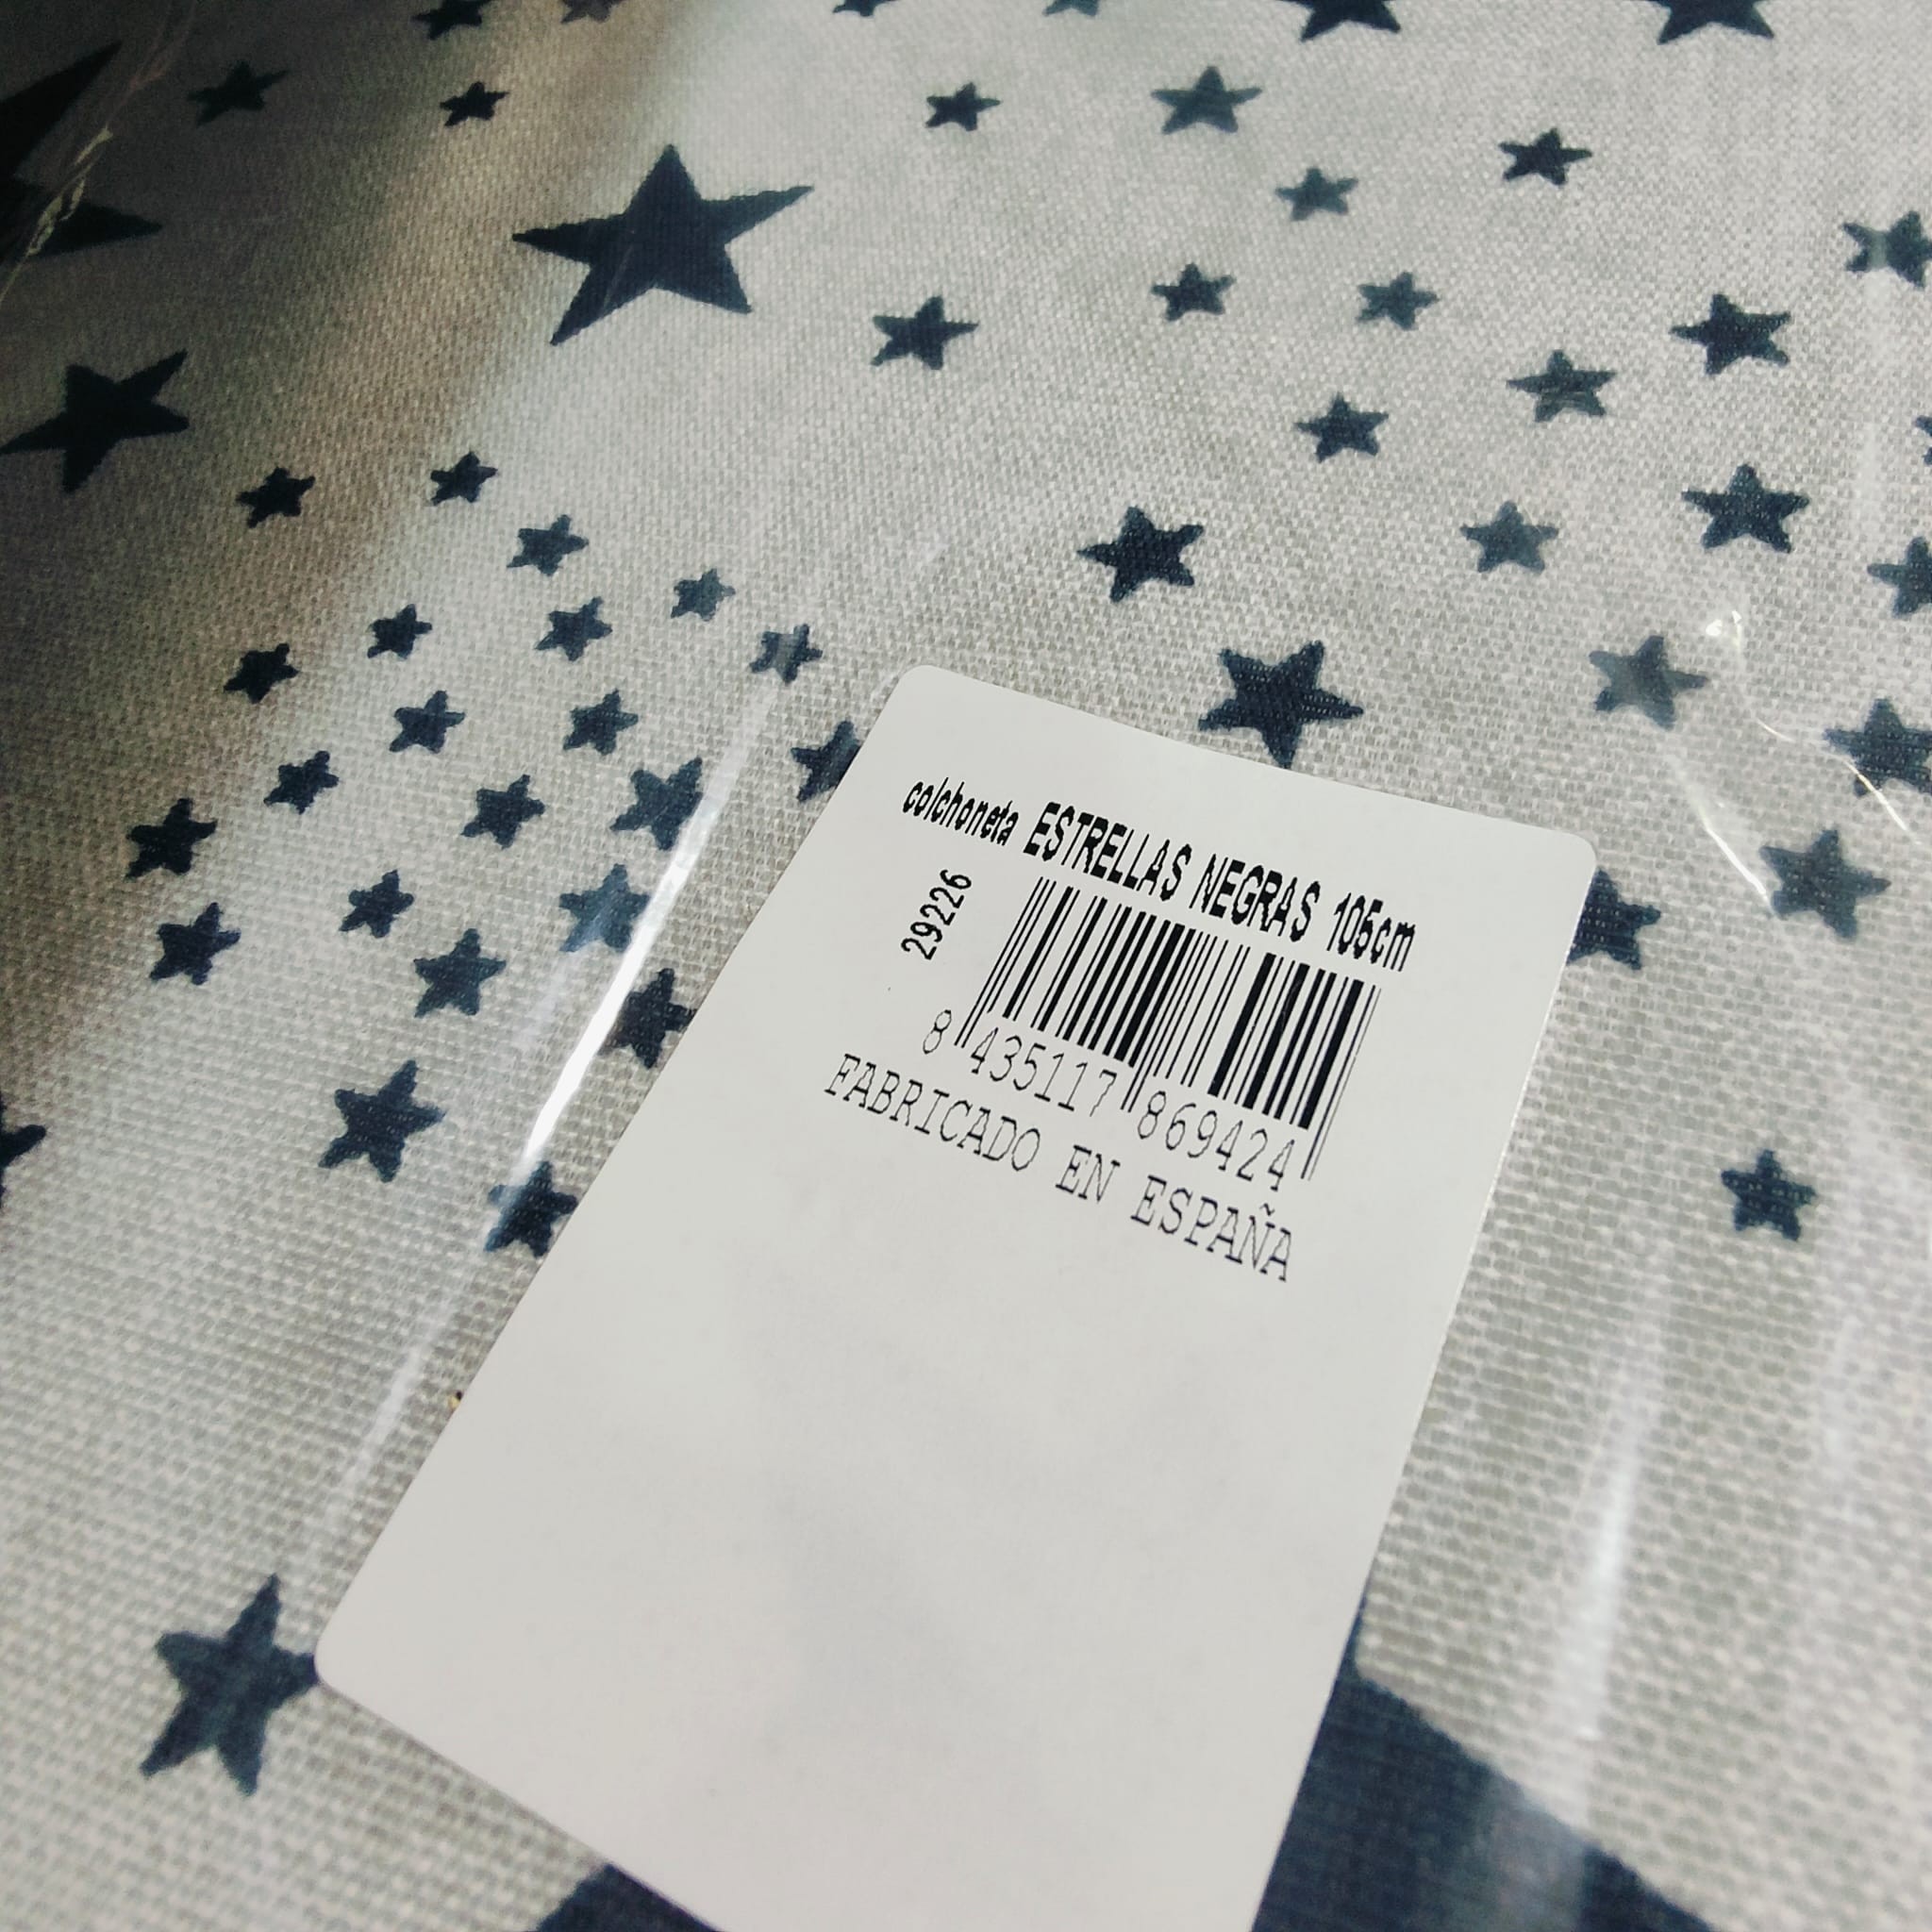 colchoneta ESTRELLAS NEGRAS 105cm
29226
8 435117 869424
FABRICADO EN ESPAÑA